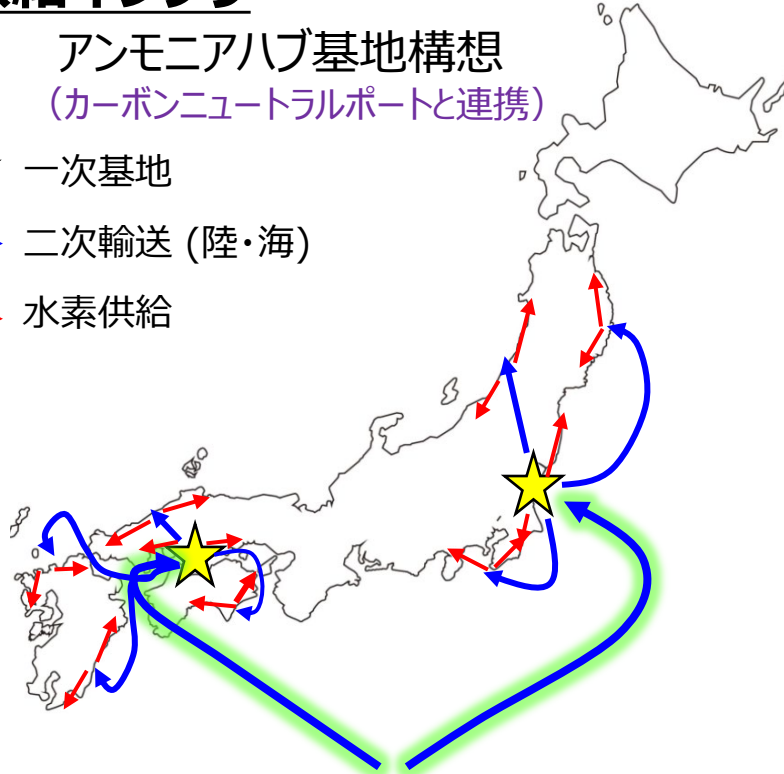 アンモニアハブ基地構想
（カーボンニュートラルポートと連携）
一次基地
二次輸送 (陸・海)
水素供給